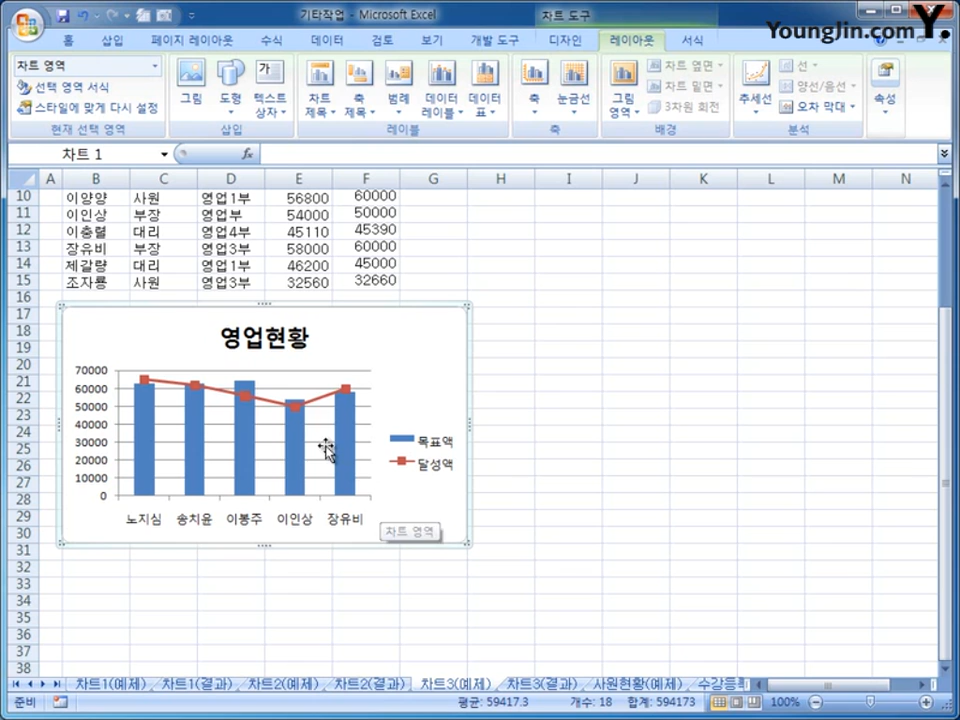 기타작업 - Microsoft Excel
차트 도구
YoungJin.com Y.
홈 삽입 페이지 레이아웃 수식 데이터 검토 보기 개발 도구 디자인 레이아웃 서식
차트 영역
선택 영역 서식
스타일에 맞게 다시 설정
현재 선택 영역
그림 도형 텍스트 상자
삽입
차트 제목 축 제목 범례 데이터 레이블 데이터 표
레이블
축 눈금선
축
그림 영역
차트 옆면
차트 밑면
3차원 회전
배경
추세선
선
양선/음선
오차 막대
분석
속성
차트 1
fx
A B C D E F G H I J K L M N
10 이양양 사원 영업1부 56800 60000
11 이인상 부장 영업부 54000 50000
12 이충렬 대리 영업4부 45110 45390
13 장유비 부장 영업3부 58000 60000
14 제갈량 대리 영업1부 46200 45000
15 조자룡 사원 영업3부 32560 32660
16
17
18
19
20
21
22
23
24
25
26
27
28
29
30
31
32
33
34
35
36
37
38
영업현황
70000
60000
50000
40000
30000
20000
10000
0
노지심 송치윤 이봉주 이인상 장유비
목표액
달성액
차트 영역
차트1(예제) 차트1(결과) 차트2(예제) 차트2(결과) 차트3(예제) 차트3(결과) 사원현황(예제) 수강등록
준비
평균: 59417.3 개수: 18 합계: 594173
100%